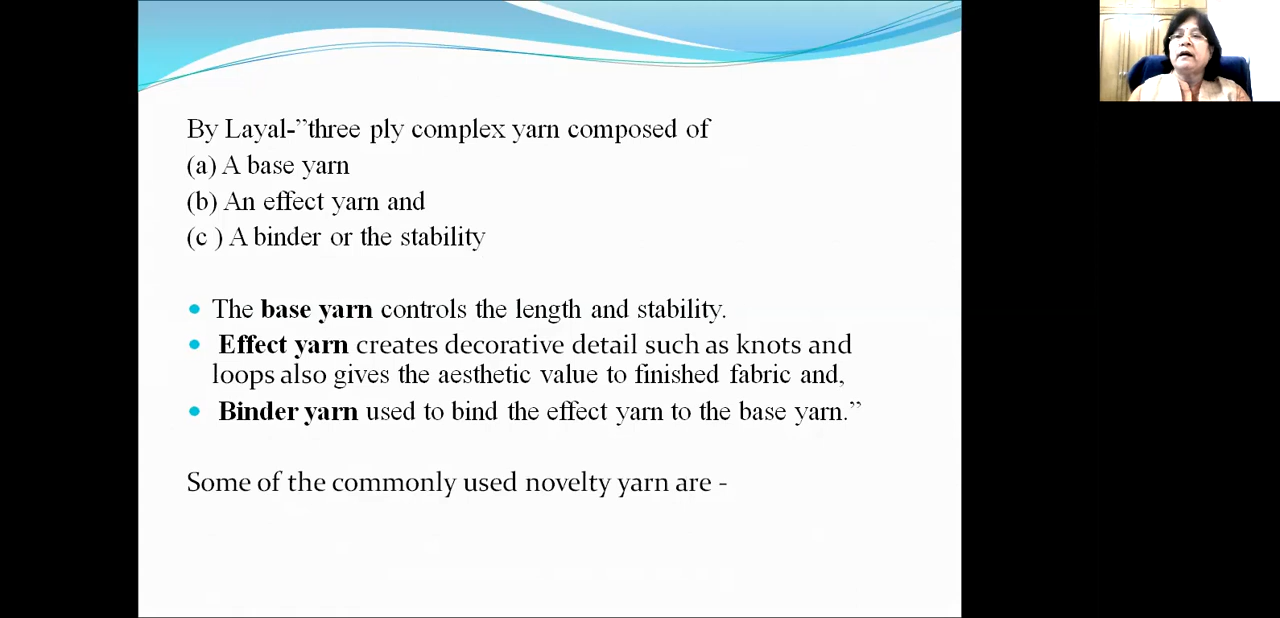 By Layal-”three ply complex yarn composed of
(a) A base yarn
(b) An effect yarn and
(c ) A binder or the stability
The base yarn controls the length and stability.
Effect yarn creates decorative detail such as knots and
loops also gives the aesthetic value to finished fabric and,
Binder yarn used to bind the effect yarn to the base yarn.”
Some of the commonly used novelty yarn are -